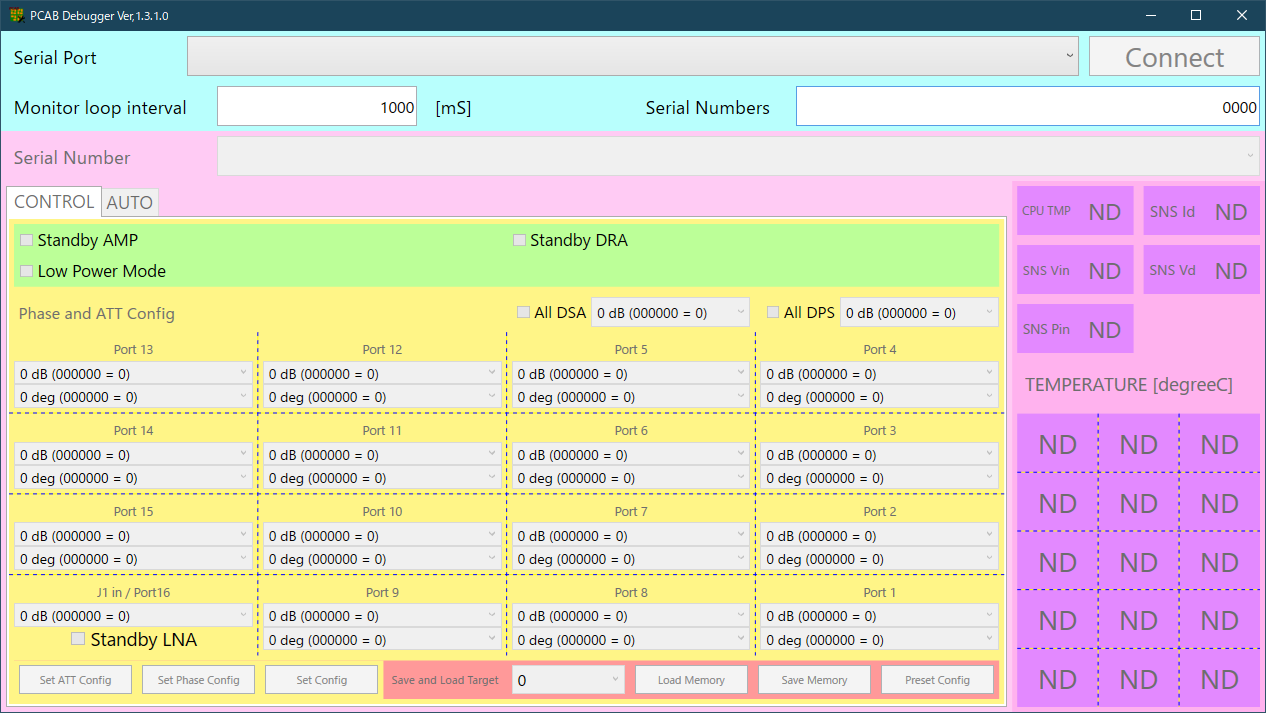 PCAB Debugger Ver,1.3.1.0
Serial Port
Connect
Monitor loop interval 1000 [mS] Serial Numbers 0000
Serial Number
CONTROL AUTO
Standby AMP Standby DRA
Low Power Mode
Phase and ATT Config All DSA 0 dB (000000 = 0) All DPS 0 dB (000000 = 0)
Port 13 Port 12 Port 5 Port 4
0 dB (000000 = 0) 0 dB (000000 = 0) 0 dB (000000 = 0) 0 dB (000000 = 0)
0 deg (000000 = 0) 0 deg (000000 = 0) 0 deg (000000 = 0) 0 deg (000000 = 0)
Port 14 Port 11 Port 6 Port 3
0 dB (000000 = 0) 0 dB (000000 = 0) 0 dB (000000 = 0) 0 dB (000000 = 0)
0 deg (000000 = 0) 0 deg (000000 = 0) 0 deg (000000 = 0) 0 deg (000000 = 0)
Port 15 Port 10 Port 7 Port 2
0 dB (000000 = 0) 0 dB (000000 = 0) 0 dB (000000 = 0) 0 dB (000000 = 0)
0 deg (000000 = 0) 0 deg (000000 = 0) 0 deg (000000 = 0) 0 deg (000000 = 0)
J1 in / Port16 Port 9 Port 8 Port 1
0 dB (000000 = 0) 0 dB (000000 = 0) 0 dB (000000 = 0) 0 dB (000000 = 0)
Standby LNA 0 deg (000000 = 0) 0 deg (000000 = 0) 0 deg (000000 = 0)
Set ATT Config Set Phase Config Set Config Save and Load Target 0 Load Memory Save Memory Preset Config
CPU TMP ND SNS Id ND
SNS Vin ND SNS Vd ND
SNS Pin ND
TEMPERATURE [degreeC]
ND ND ND
ND ND ND
ND ND ND
ND ND ND
ND ND ND